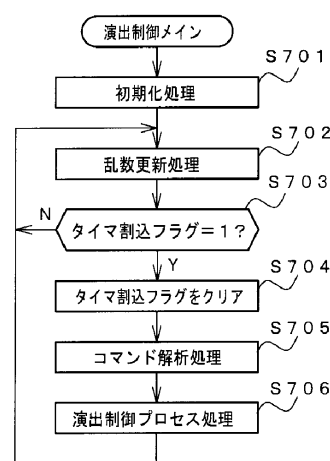 演出制御メイン
S701
初期化処理
S702
乱数更新処理
S703
N
タイマ割込フラグ=1?
Y
S704
タイマ割込フラグをクリア
S705
コマンド解析処理
S706
演出制御プロセス処理